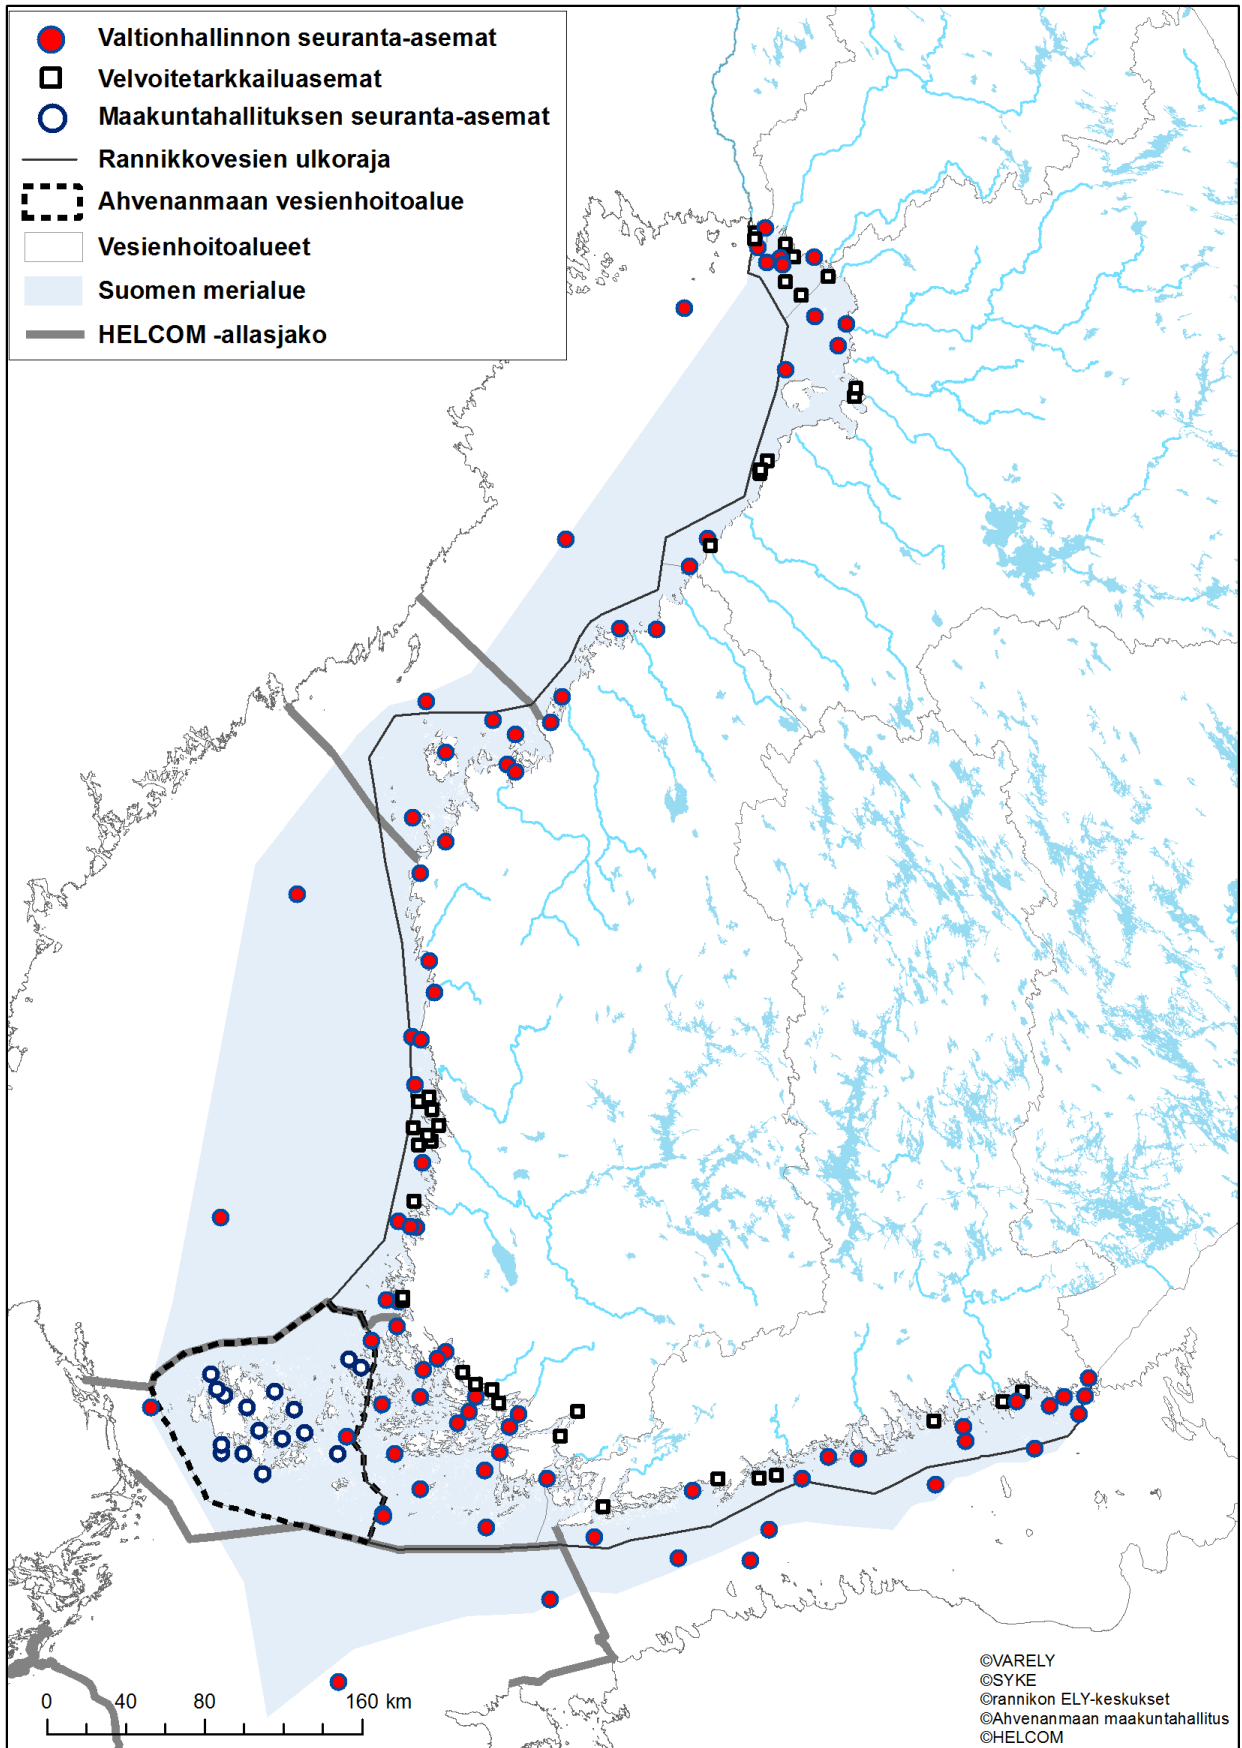 Valtionhallinnon seuranta-asemat
Velvoitetarkkailuasemat
Maakuntahallituksen seuranta-asemat
Rannikkovesien ulkoraja
Ahvenanmaan vesienhoitoalue
Vesienhoitoalueet
Suomen merialue
HELCOM -allasjako
0 40 80 160 km
©VARELY
©SYKE
©rannikon ELY-keskukset
©Ahvenanmaan maakuntahallitus
©HELCOM